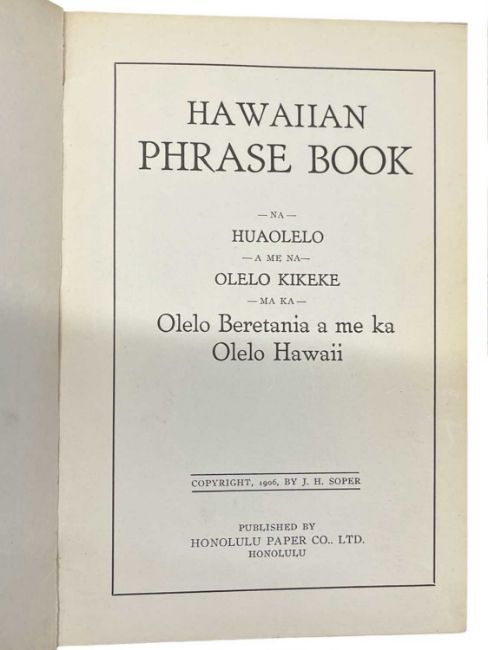 HAWAIIAN
PHRASE BOOK
— NA —
HUAOLELO
— A ME NA —
OLELO KIKEKE
— MA KA —
Olelo Beretania a me ka
Olelo Hawaii
COPYRIGHT, 1906, BY J. H. SOPER
PUBLISHED BY
HONOLULU PAPER CO., LTD.
HONOLULU